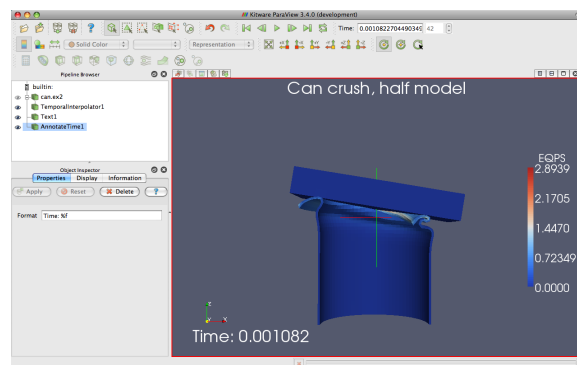 Kitware ParaView 3.4.0 (development)
Time: 0.0010822704490349 42
Solid Color
Representation
Pipeline Browser
builtin:
can.ex2
TemporalInterpolator1
Text1
AnnotateTime1
Object Inspector
Properties Display Information
Apply Reset Delete ?
Format Time: %f
Can crush, half model
EQPS
2.8939
2.1705
1.4470
0.72349
0.0000
Time: 0.001082